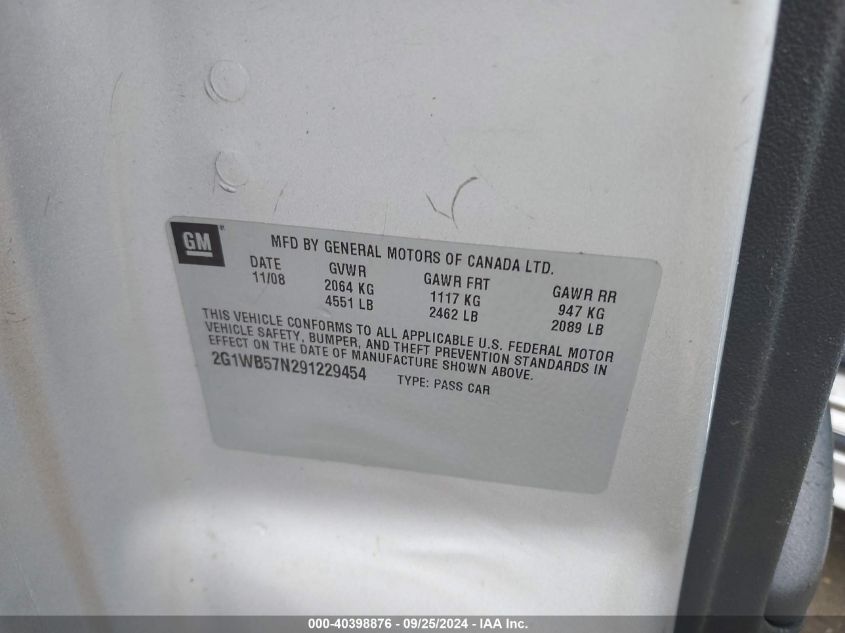 GM
MFD BY GENERAL MOTORS OF CANADA LTD.
DATE GVWR GAWR FRT GAWR RR
11/08 2064 KG 1117 KG 947 KG
4551 LB 2462 LB 2089 LB
THIS VEHICLE CONFORMS TO ALL APPLICABLE U.S. FEDERAL MOTOR
VEHICLE SAFETY, BUMPER, AND THEFT PREVENTION STANDARDS IN
EFFECT ON THE DATE OF MANUFACTURE SHOWN ABOVE.
2G1WB57N291229454 TYPE: PASS CAR
000-40398876 - 09/25/2024 - IAA Inc.